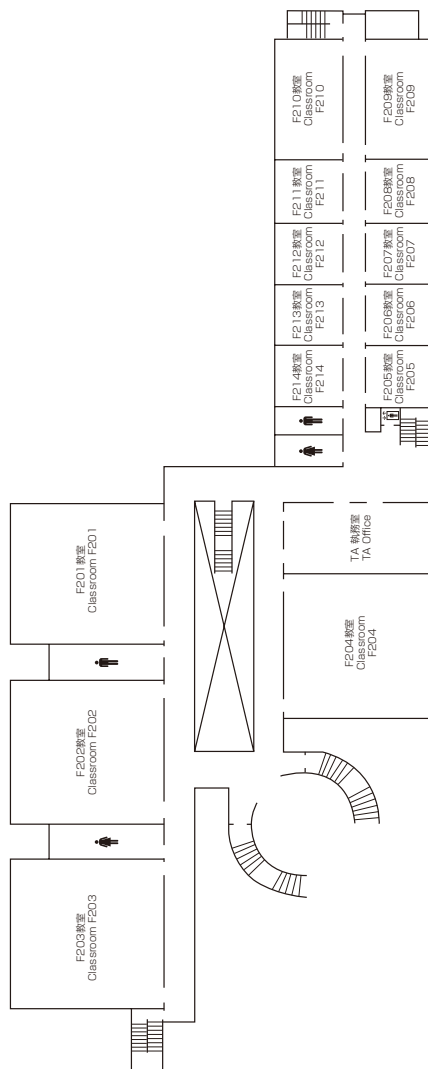 F210教室
Classroom
F210
F209教室
Classroom
F209
F211教室
Classroom
F211
F208教室
Classroom
F208
F212教室
Classroom
F212
F207教室
Classroom
F207
F213教室
Classroom
F213
F206教室
Classroom
F206
F214教室
Classroom
F214
F205教室
Classroom
F205
F201教室
Classroom F201
TA 執務室
TA Office
F204教室
Classroom
F204
F202教室
Classroom F202
F203教室
Classroom F203